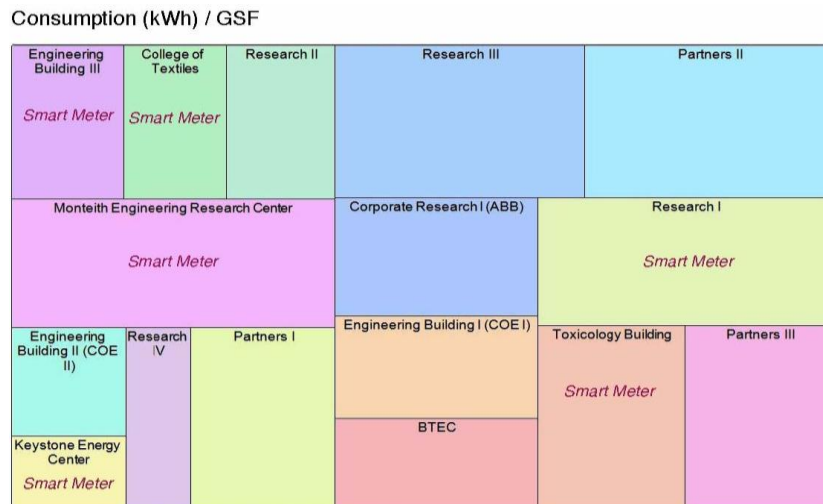 Consumption (kWh) / GSF
Engineering
Building III
Smart Meter
College of
Textiles
Smart Meter
Research II
Research III
Partners II
Monteith Engineering Research Center
Smart Meter
Corporate Research I (ABB)
Research I
Smart Meter
Engineering
Building II (COE
II)
Research
IV
Partners I
Engineering Building I (COE I)
Toxicology Building
Smart Meter
Partners III
Keystone Energy
Center
Smart Meter
BTEC